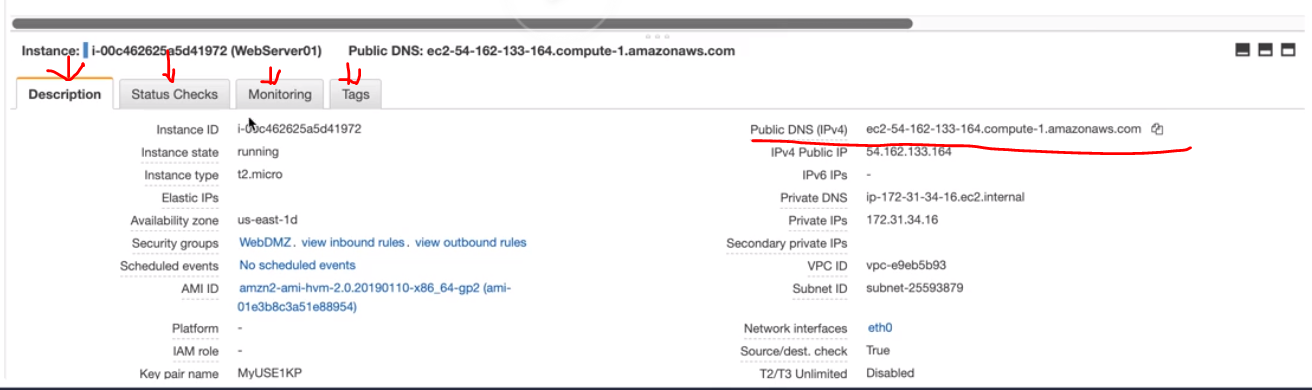 Instance: i-00c462625a5d41972 (WebServer01) Public DNS: ec2-54-162-133-164.compute-1.amazonaws.com
Description Status Checks Monitoring Tags
Instance ID i-00c462625a5d41972
Instance state running
Instance type t2.micro
Elastic IPs
Availability zone us-east-1d
Security groups WebDMZ. view inbound rules. view outbound rules
Scheduled events No scheduled events
AMI ID amzn2-ami-hvm-2.0.20190110-x86_64-gp2 (ami-
01e3b8c3a51e88954)
Platform -
IAM role -
Key pair name MyUSE1KP
Public DNS (IPv4) ec2-54-162-133-164.compute-1.amazonaws.com
IPv4 Public IP 54.162.133.164
IPv6 IPs -
Private DNS ip-172-31-34-16.ec2.internal
Private IPs 172.31.34.16
Secondary private IPs
VPC ID vpc-e9eb5b93
Subnet ID subnet-25593879
Network interfaces eth0
Source/dest. check True
T2/T3 Unlimited Disabled